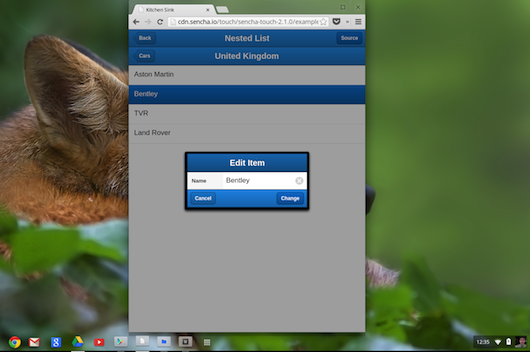 Kitchen Sink
cdn.sencha.io/touch/sencha-touch-2.1.0/example
Back
Nested List
Source
Cars
United Kingdom
Aston Martin
Bentley
TVR
Land Rover
Edit Item
Name
Bentley
Cancel
Change
12:35